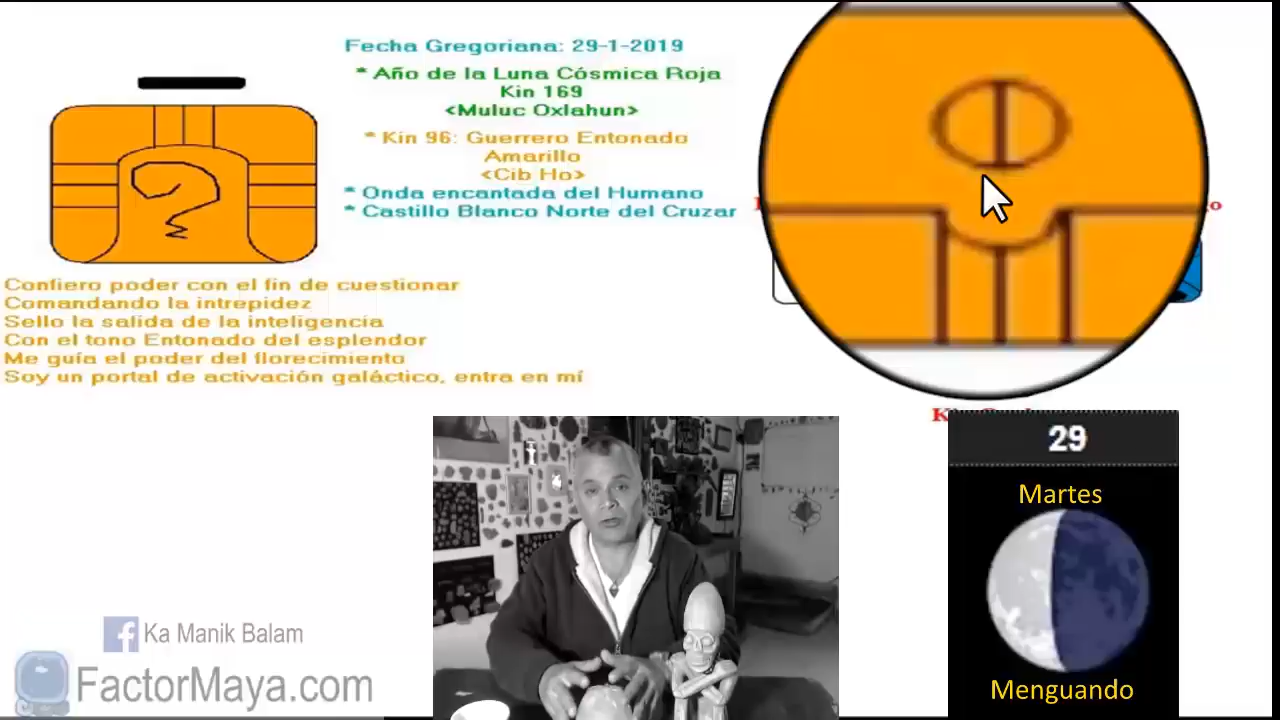 Fecha Gregoriana: 29-1-2019
* Año de la Luna Cósmica Roja
Kin 169
<Muluc Oxlahun>
* Kin 96: Guerrero Entonado
Amarillo
<Cib Ho>
* Onda encantada del Humano
* Castillo Blanco Norte del Cruzar
Confiero poder con el fin de cuestionar
Comandando la intrepidez
Sello la salida de la inteligencia
Con el tono Entonado del esplendor
Me guía el poder del florecimiento
Soy un portal de activación galáctico, entra en mí
29
Martes
Menguando
Ka Manik Balam
FactorMaya.com